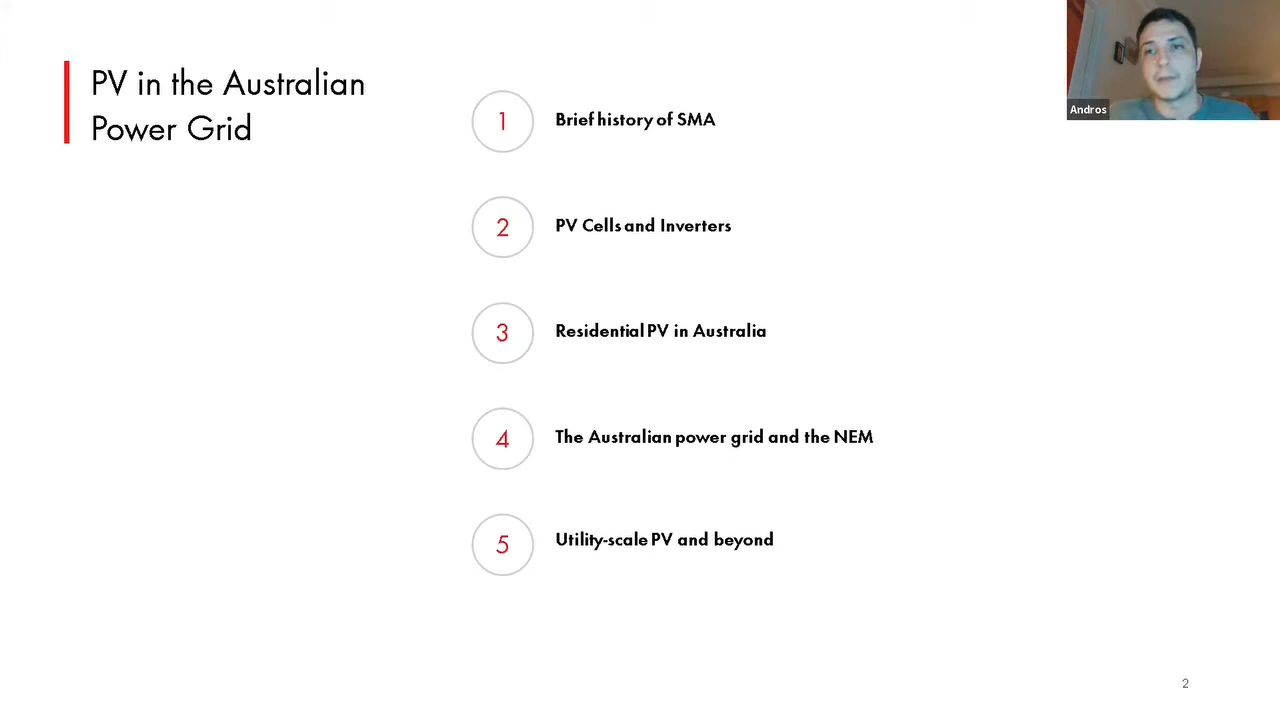 PV in the Australian
Power Grid
1
Brief history of SMA
2
PV Cells and Inverters
3
Residential PV in Australia
4
The Australian power grid and the NEM
5
Utility-scale PV and beyond
Andros
2